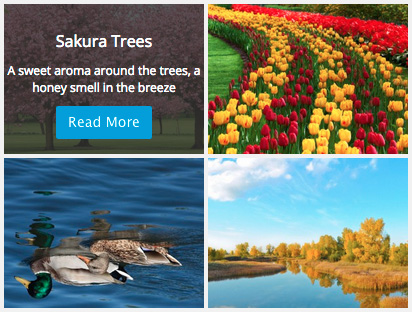 Sakura Trees
A sweet aroma around the trees, a
honey smell in the breeze
Read More